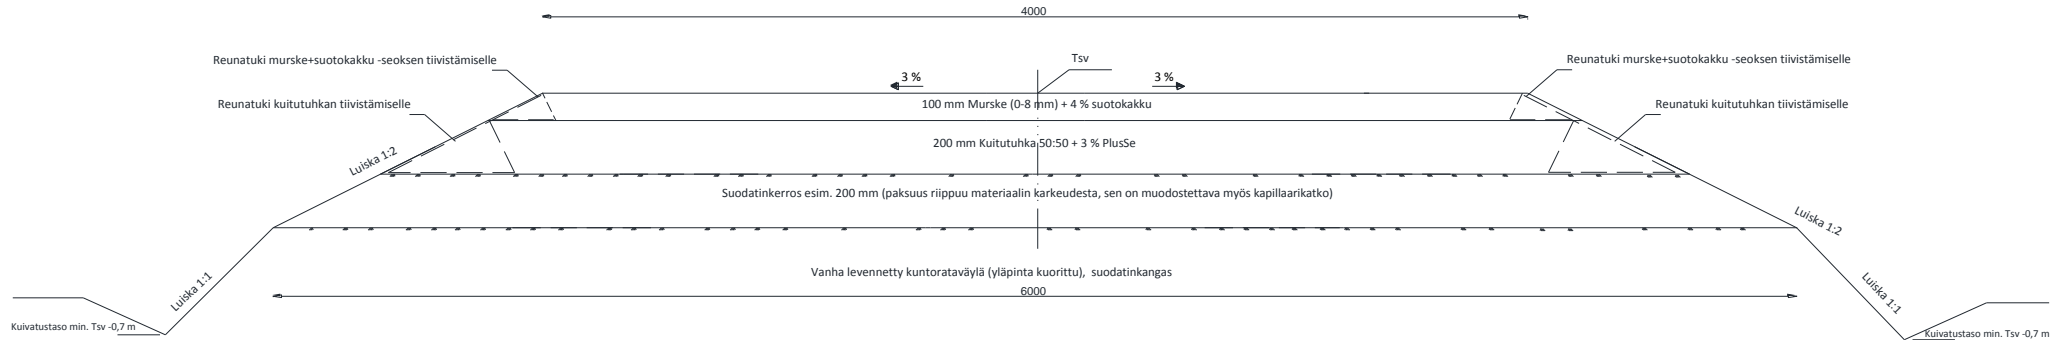 4000
Reunatuki murske+suotokakku -seoksen tiivistämiselle
Tsv
Reunatuki murske+suotokakku -seoksen tiivistämiselle
3 %
3 %
Reunatuki kuitutuhkan tiivistämiselle
100 mm Murske (0-8 mm) + 4 % suotokakku
Reunatuki kuitutuhkan tiivistämiselle
200 mm Kuitutuhka 50:50 + 3 % PlusSe
Luiska 1:2
Suodatinkerros esim. 200 mm (paksuus riippuu materiaalin karkeudesta, sen on muodostettava myös kapillaarikatko)
Luiska 1:2
Vanha levennetty kuntorataväylä (yläpinta kuorittu), suodatinkangas
Luiska 1:1
6000
Luiska 1:1
Kuivatustaso min. Tsv -0,7 m
Kuivatustaso min. Tsv -0,7 m